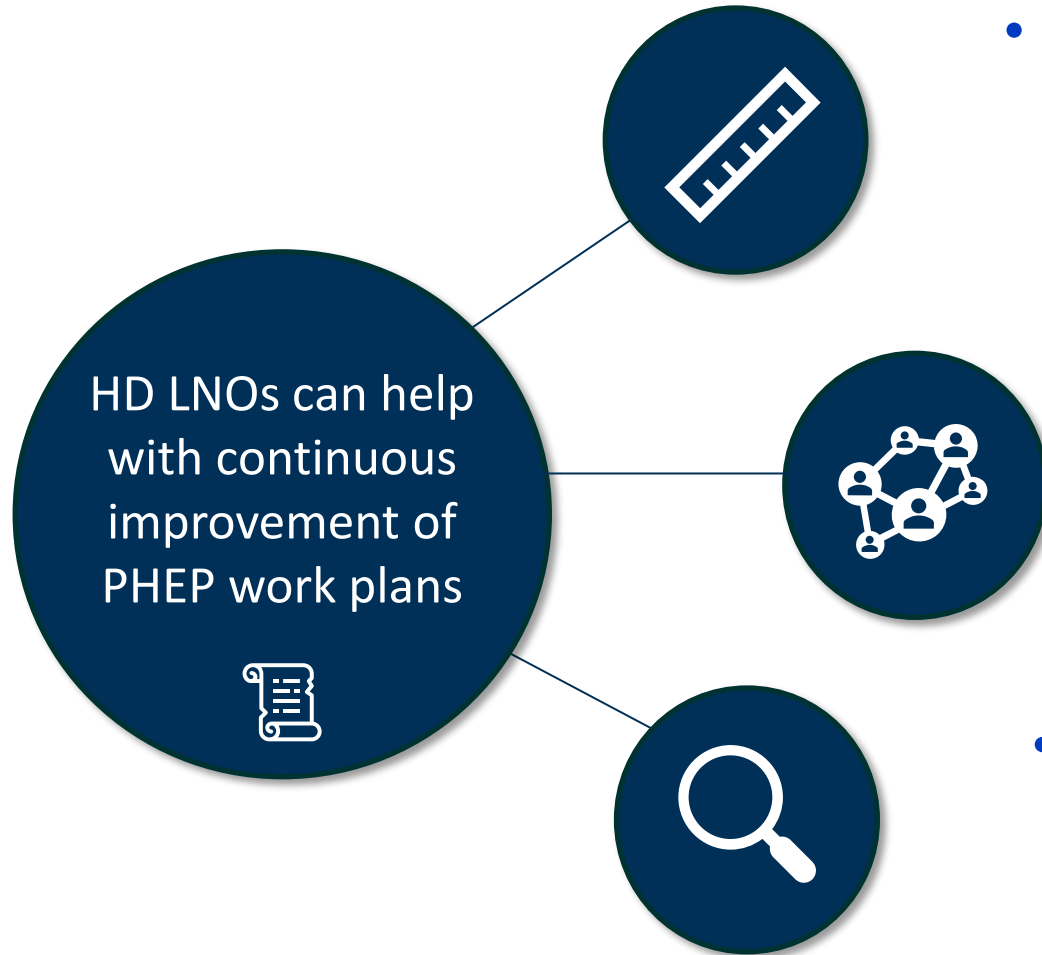 HD LNOs can help
with continuous
improvement of
PHEP work plans